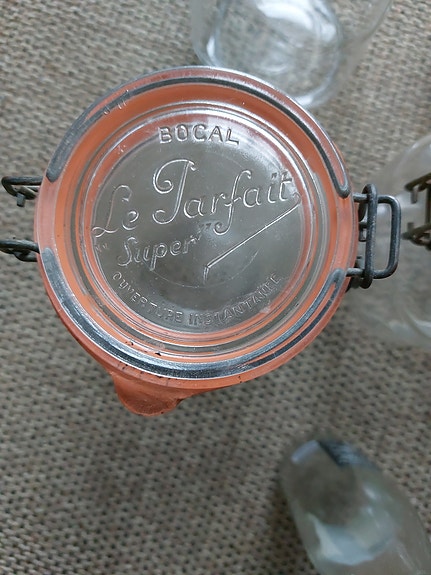 BOCAL
Le Parfait
"Super"
OUVERTURE INSTANTANÉE